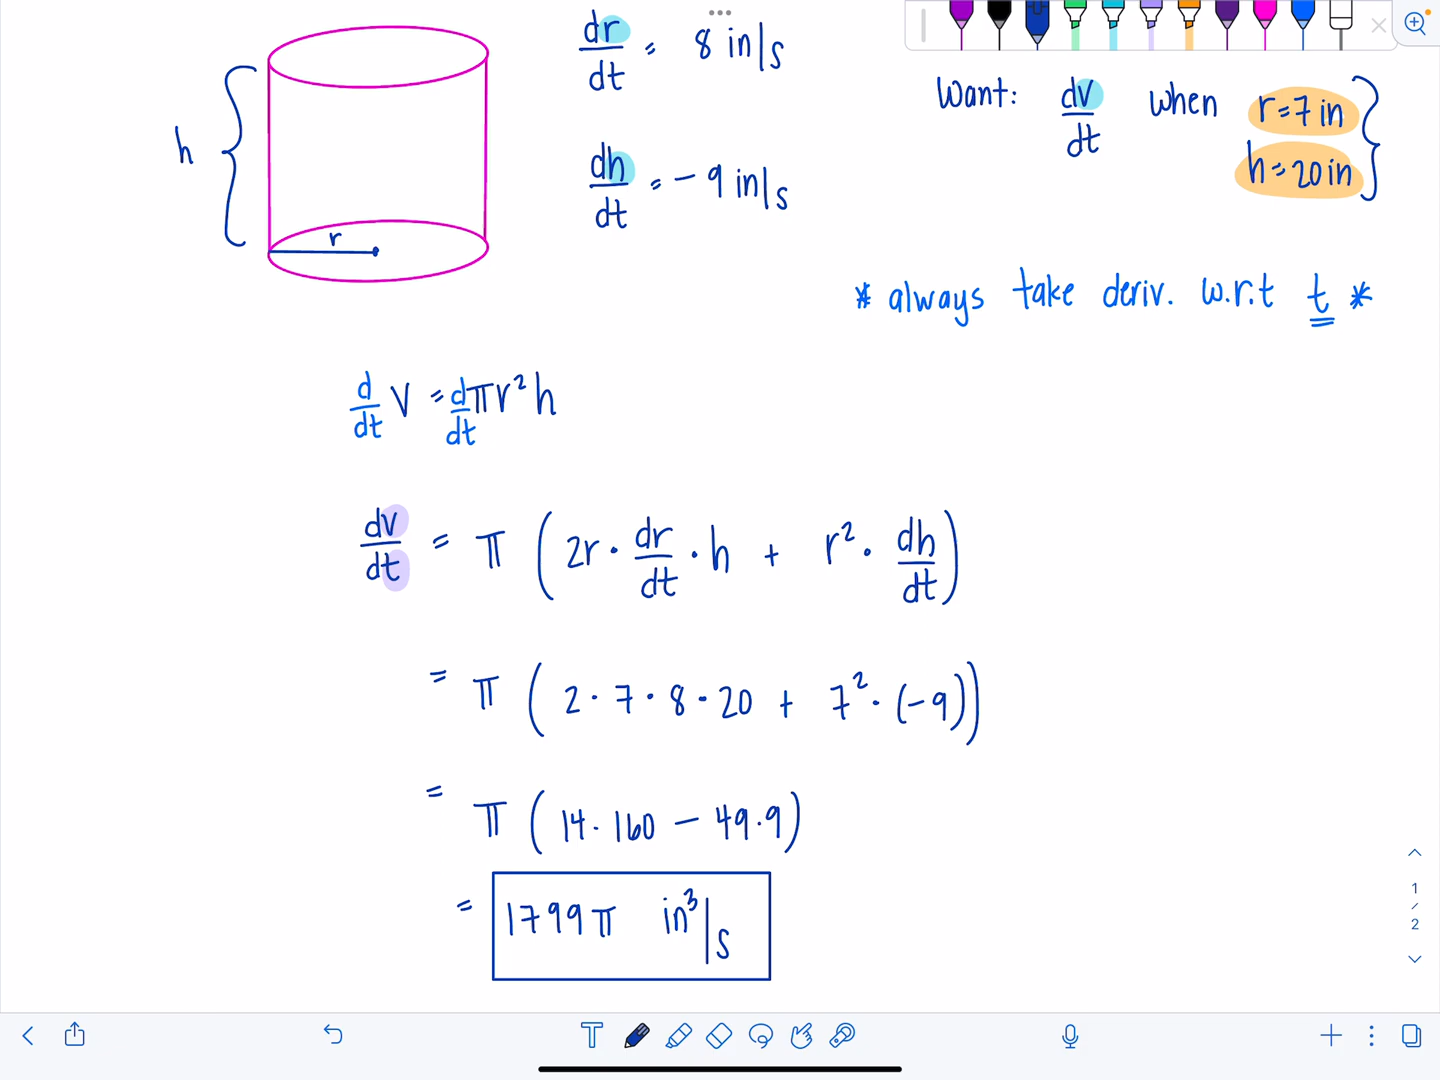 dr/dt = 8 in/s
Want: dv/dt when r=7 in
h=20 in
h
dh/dt = -9 in/s
r
* always take deriv. w.r.t t *
d/dt V = d/dt πr²h
dv/dt = π (2r · dr/dt · h + r² · dh/dt)
= π (2 · 7 · 8 · 20 + 7² · (-9))
= π (14 · 160 - 49 · 9)
= 1799π in³/s
1
/
2
T